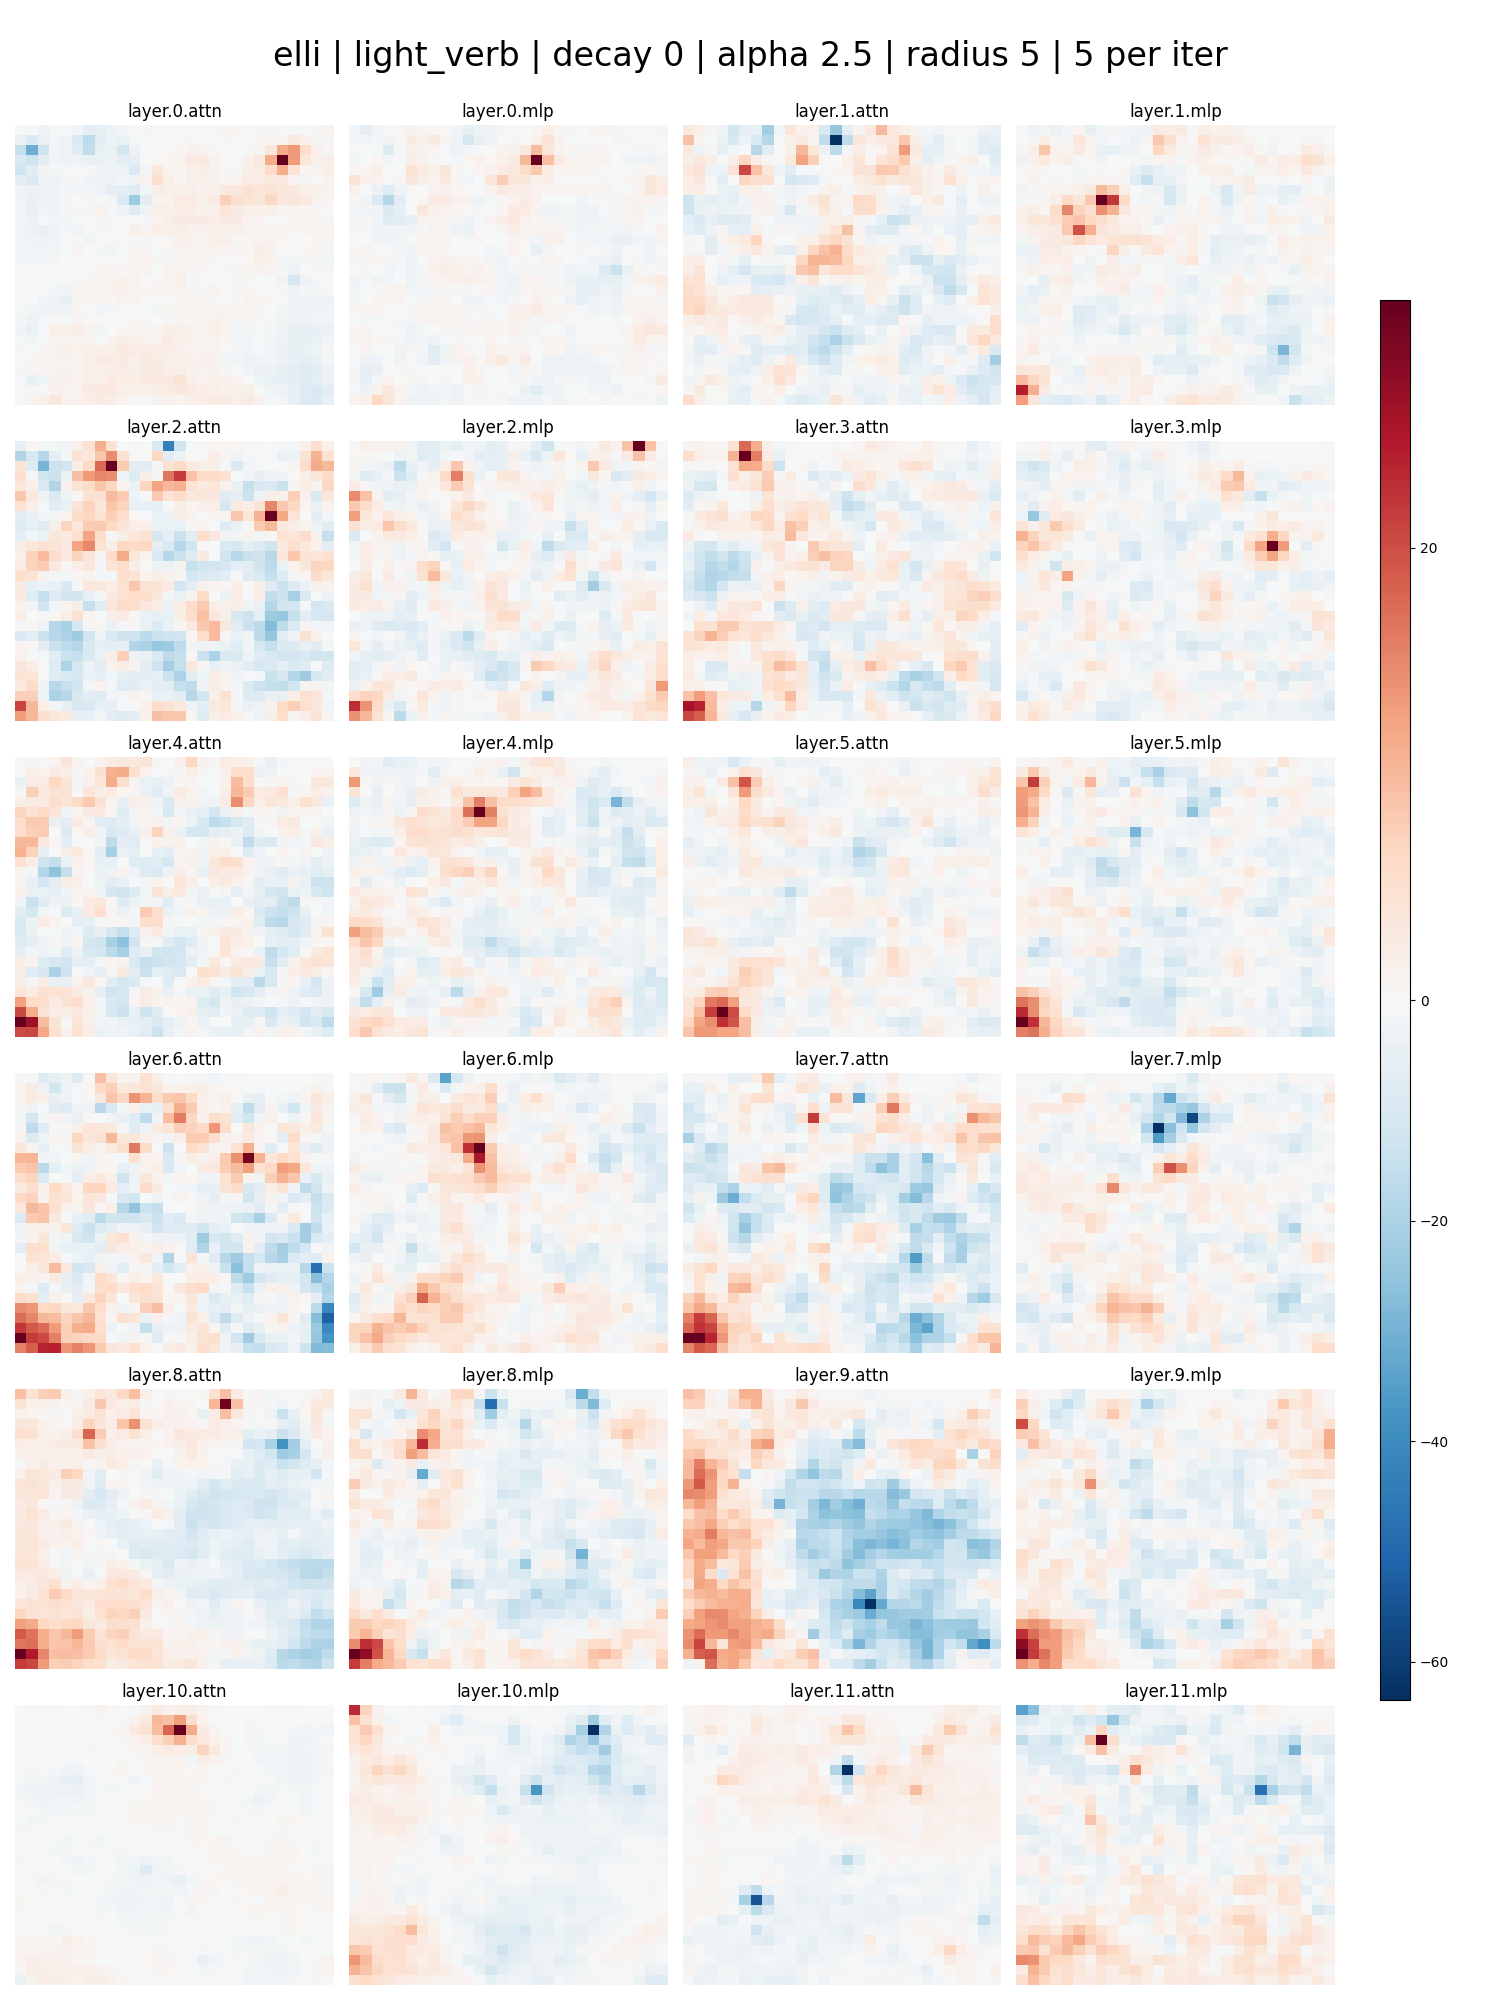 elli | light_verb | decay 0 | alpha 2.5 | radius 5 | 5 per iter
layer.0.attn
layer.0.mlp
layer.1.attn
layer.1.mlp
layer.2.attn
layer.2.mlp
layer.3.attn
layer.3.mlp
layer.4.attn
layer.4.mlp
layer.5.attn
layer.5.mlp
layer.6.attn
layer.6.mlp
layer.7.attn
layer.7.mlp
layer.8.attn
layer.8.mlp
layer.9.attn
layer.9.mlp
layer.10.attn
layer.10.mlp
layer.11.attn
layer.11.mlp
20
0
−20
−40
−60